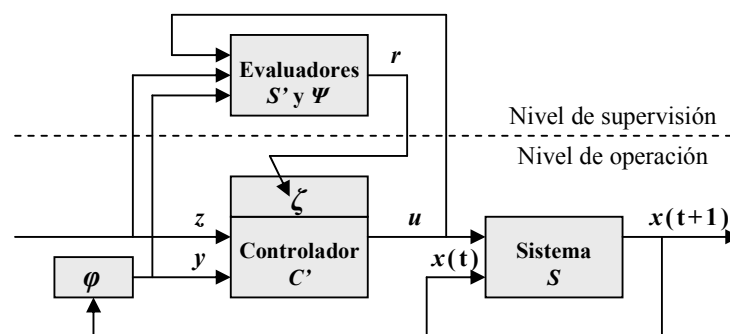 r
Evaluadores
S’ y Ψ
Nivel de supervisión
Nivel de operación
ζ
z
u
x(t+1)
Controlador
C’
y
x(t)
Sistema
S
φ